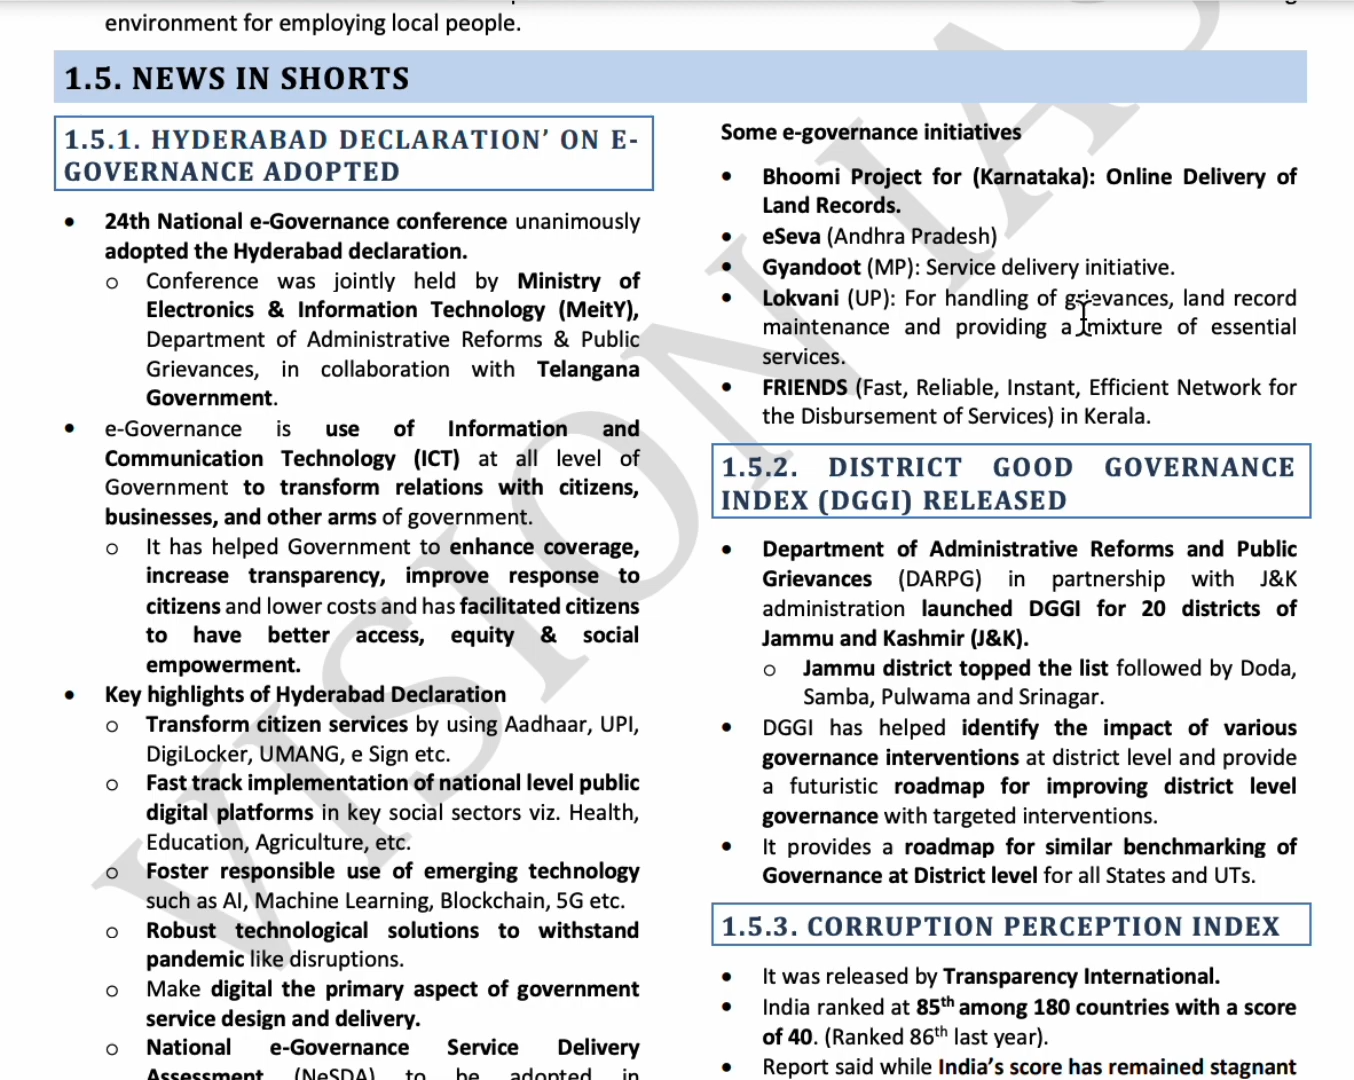 environment for employing local people.
1.5. NEWS IN SHORTS
1.5.1. HYDERABAD DECLARATION’ ON E-
GOVERNANCE ADOPTED
• 24th National e-Governance conference unanimously
adopted the Hyderabad declaration.
o Conference was jointly held by Ministry of
Electronics & Information Technology (MeitY),
Department of Administrative Reforms & Public
Grievances, in collaboration with Telangana
Government.
• e-Governance is use of Information and
Communication Technology (ICT) at all level of
Government to transform relations with citizens,
businesses, and other arms of government.
o It has helped Government to enhance coverage,
increase transparency, improve response to
citizens and lower costs and has facilitated citizens
to have better access, equity & social
empowerment.
• Key highlights of Hyderabad Declaration
o Transform citizen services by using Aadhaar, UPI,
DigiLocker, UMANG, e Sign etc.
o Fast track implementation of national level public
digital platforms in key social sectors viz. Health,
Education, Agriculture, etc.
o Foster responsible use of emerging technology
such as AI, Machine Learning, Blockchain, 5G etc.
o Robust technological solutions to withstand
pandemic like disruptions.
o Make digital the primary aspect of government
service design and delivery.
o National e-Governance Service Delivery
Assessment (NeSDA) to be adopted in
Some e-governance initiatives
• Bhoomi Project for (Karnataka): Online Delivery of
Land Records.
• eSeva (Andhra Pradesh)
• Gyandoot (MP): Service delivery initiative.
• Lokvani (UP): For handling of grievances, land record
maintenance and providing a mixture of essential
services.
• FRIENDS (Fast, Reliable, Instant, Efficient Network for
the Disbursement of Services) in Kerala.
1.5.2. DISTRICT GOOD GOVERNANCE
INDEX (DGGI) RELEASED
• Department of Administrative Reforms and Public
Grievances (DARPG) in partnership with J&K
administration launched DGGI for 20 districts of
Jammu and Kashmir (J&K).
o Jammu district topped the list followed by Doda,
Samba, Pulwama and Srinagar.
• DGGI has helped identify the impact of various
governance interventions at district level and provide
a futuristic roadmap for improving district level
governance with targeted interventions.
• It provides a roadmap for similar benchmarking of
Governance at District level for all States and UTs.
1.5.3. CORRUPTION PERCEPTION INDEX
• It was released by Transparency International.
• India ranked at 85th among 180 countries with a score
of 40. (Ranked 86th last year).
• Report said while India’s score has remained stagnant
VISION IAS